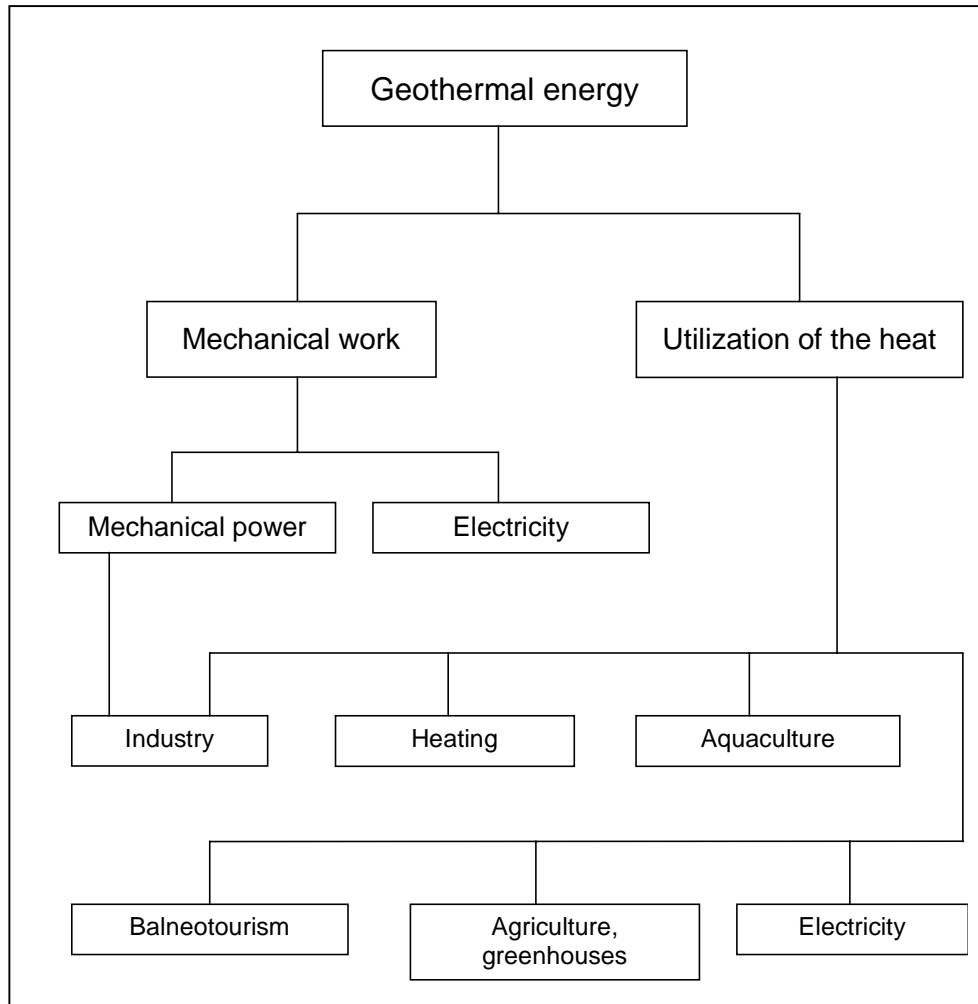 Geothermal energy
Mechanical work
Utilization of the heat
Mechanical power
Electricity
Industry
Heating
Aquaculture
Balneotourism
Agriculture,
greenhouses
Electricity